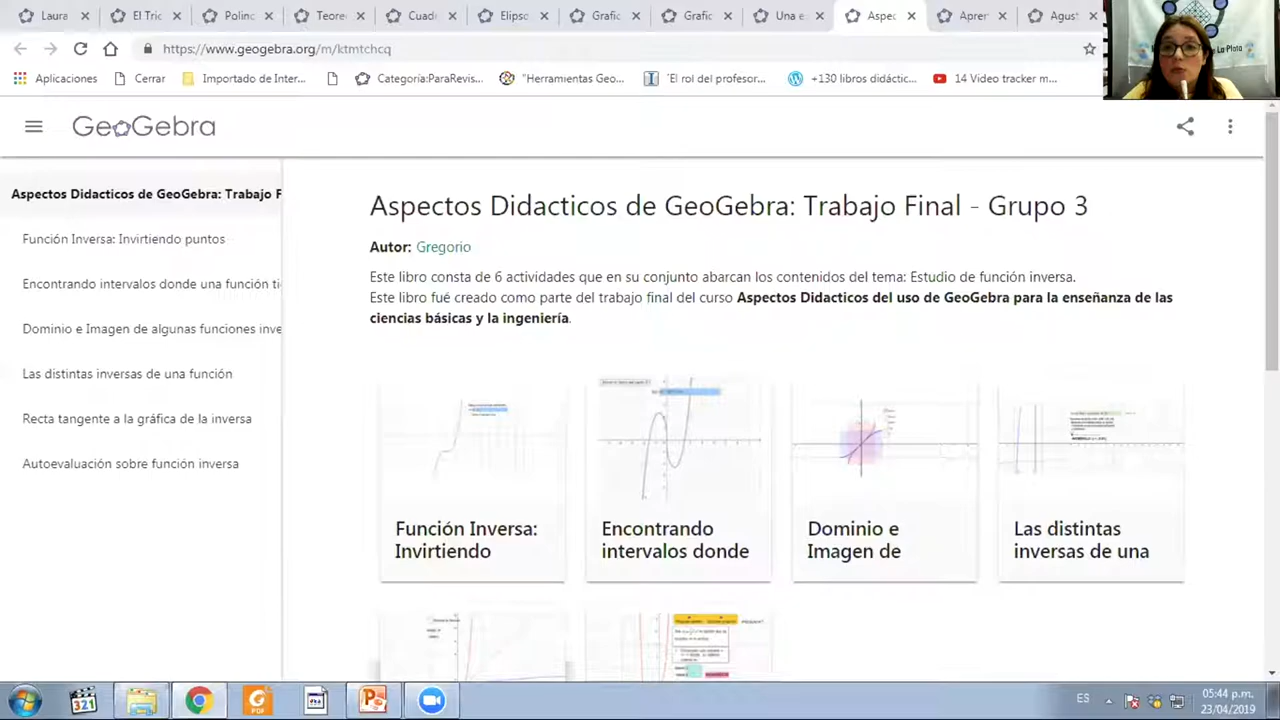 Laura
El Tric
Polinc
Teore
Cuad
Elipse
Grafic
Grafic
Una e
Aspec
Aprer
Agust
https://www.geogebra.org/m/ktmtchcq
Aplicaciones
Cerrar
Importado de Inter...
Categoría:ParaRevis...
"Herramientas Geo...
"El rol del profesor...
+130 libros didáctic...
14 Video tracker m...
La Plata
GeoGebra
Aspectos Didacticos de GeoGebra: Trabajo F
Función Inversa: Invirtiendo puntos
Encontrando intervalos donde una función ti
Dominio e Imagen de algunas funciones inve
Las distintas inversas de una función
Recta tangente a la gráfica de la inversa
Autoevaluación sobre función inversa
Aspectos Didacticos de GeoGebra: Trabajo Final - Grupo 3
Autor: Gregorio
Este libro consta de 6 actividades que en su conjunto abarcan los contenidos del tema: Estudio de función inversa.
Este libro fué creado como parte del trabajo final del curso Aspectos Didacticos del uso de GeoGebra para la enseñanza de las
ciencias básicas y la ingeniería.
Función Inversa:
Invirtiendo
Encontrando
intervalos donde
Dominio e
Imagen de
Las distintas
inversas de una
321
PDF
ES
05:44 p.m.
23/04/2019